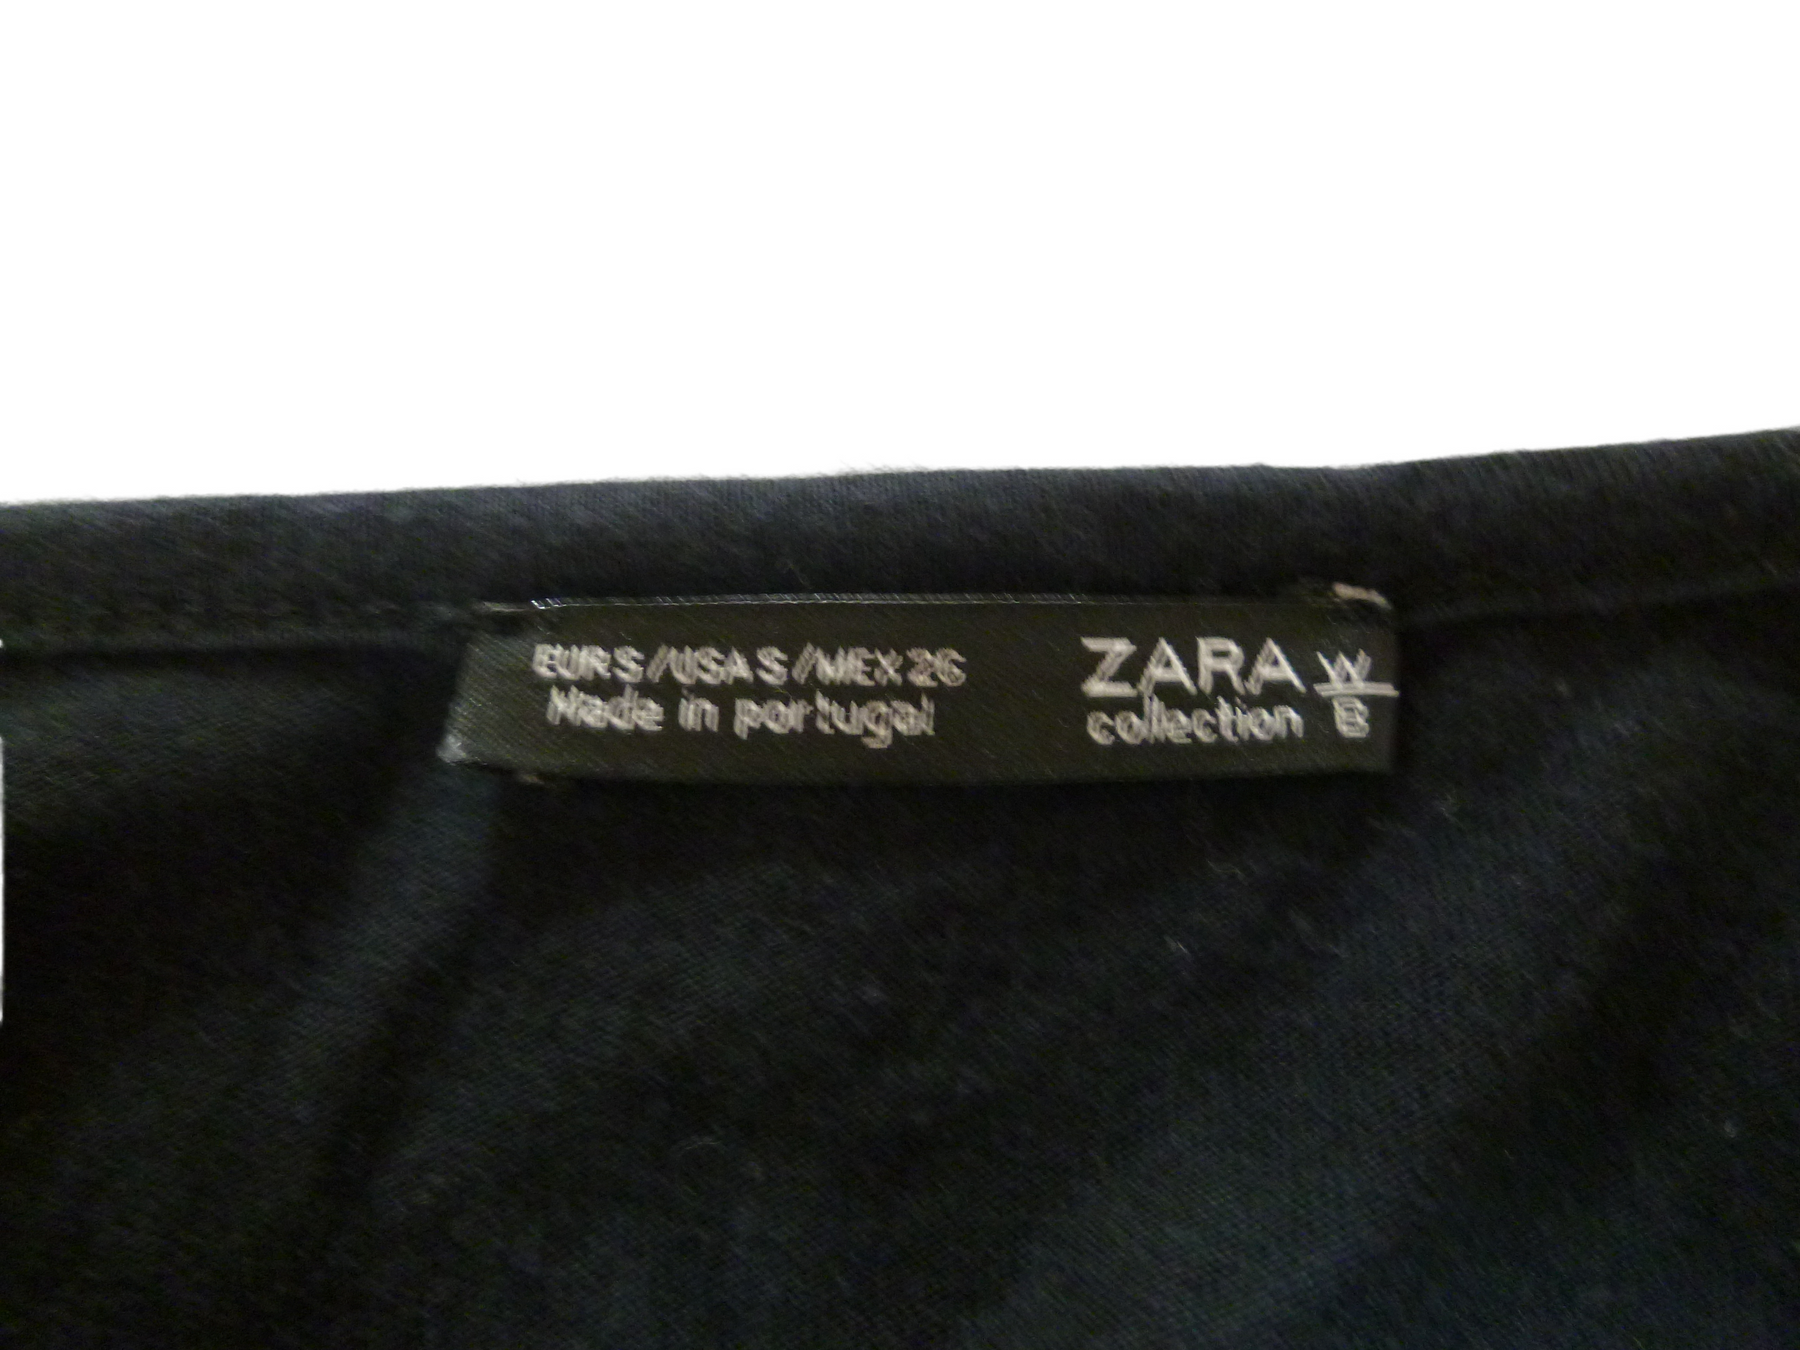 EUR S/USA S/MEX 26
Made in portugal
ZARA W
collection B